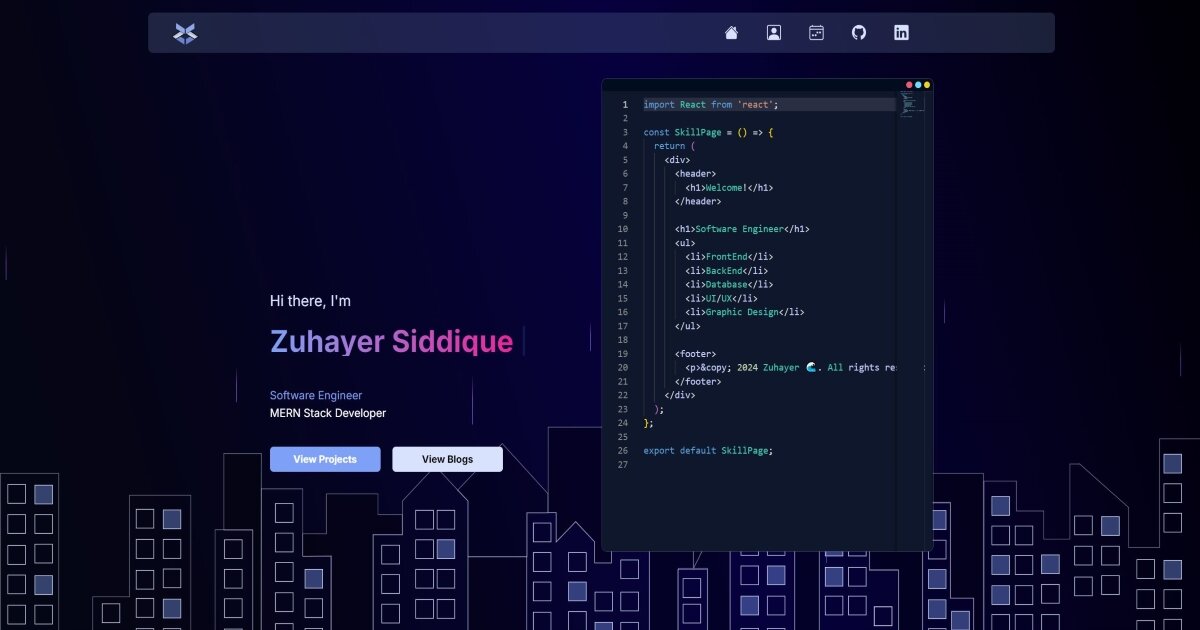 Hi there, I'm
Zuhayer Siddique
Software Engineer
MERN Stack Developer
View Projects
View Blogs
1 import React from 'react';
2
3 const SkillPage = () => {
4 return (
5 <div>
6 <header>
7 <h1>Welcome!</h1>
8 </header>
9
10 <h1>Software Engineer</h1>
11 <ul>
12 <li>FrontEnd</li>
13 <li>BackEnd</li>
14 <li>Database</li>
15 <li>UI/UX</li>
16 <li>Graphic Design</li>
17 </ul>
18
19 <footer>
20 <p>&copy; 2024 Zuhayer 🌊. All rights
21 </footer>
22 </div>
23 );
24 };
25
26 export default SkillPage;
27